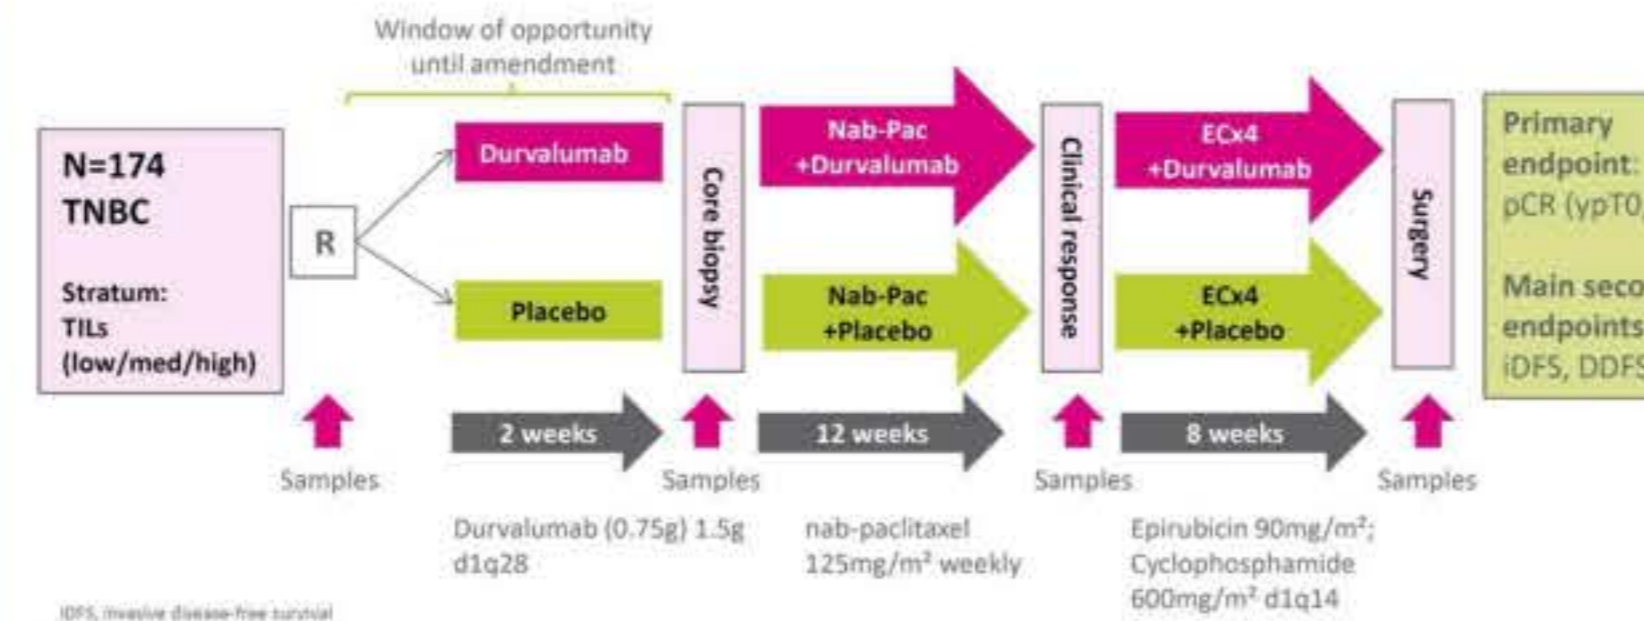 Window of opportunity
until amendment
N=174
TNBC
Stratum:
TILs
(low/med/high)
R
Durvalumab
Placebo
Core biopsy
Nab-Pac
+Durvalumab
Nab-Pac
+Placebo
Clinical response
ECx4
+Durvalumab
ECx4
+Placebo
Surgery
Primary
endpoint:
pCR (ypT0
Main seco
endpoints
iDFS, DDFS
2 weeks
12 weeks
8 weeks
Samples
Samples
Samples
Samples
Durvalumab (0.75g) 1.5g
d1q28
nab-paclitaxel
125mg/m² weekly
Epirubicin 90mg/m²;
Cyclophosphamide
600mg/m² d1q14
iDFS, invasive disease-free survival